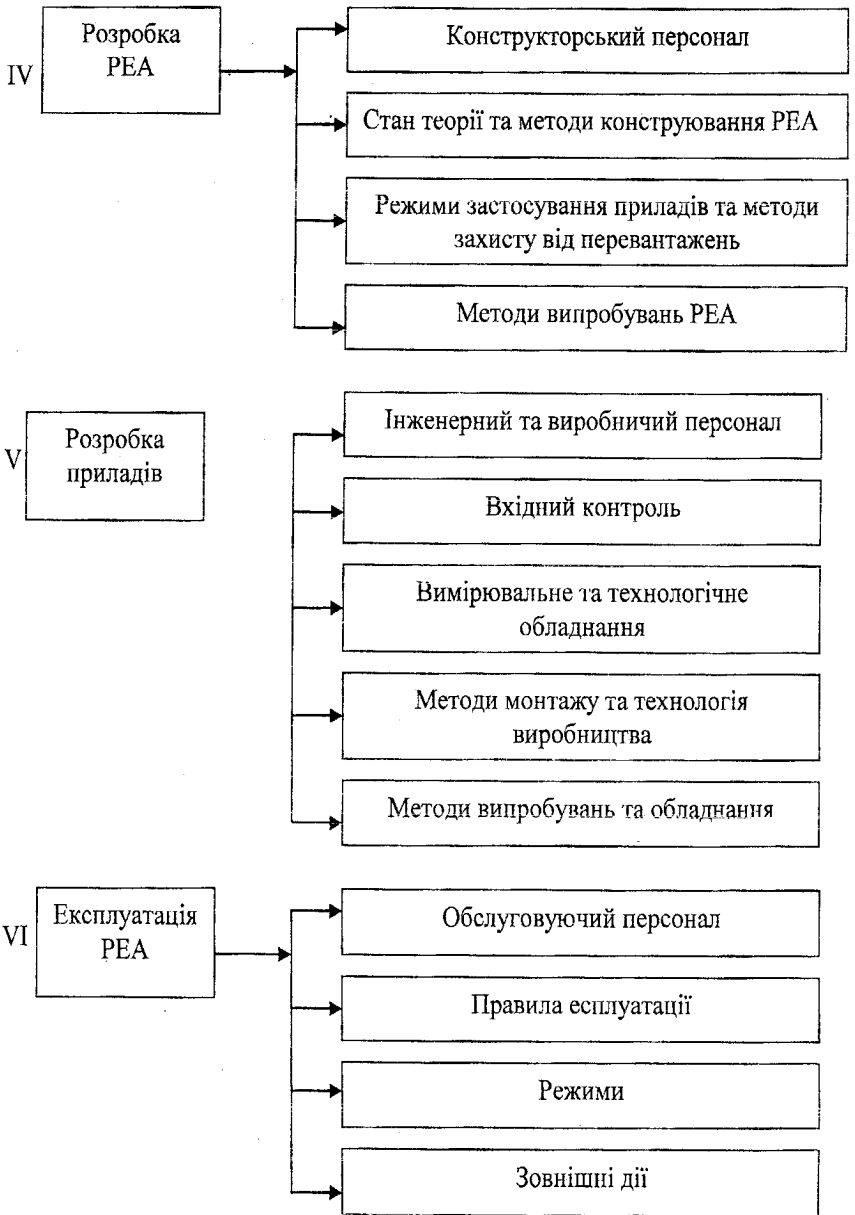 IV
Розробка
РЕА
Конструкторський персонал
Стан теорії та методи конструювання РЕА
Режими застосування приладів та методи
захисту від перевантажень
Методи випробувань РЕА
V
Розробка
приладів
Інженерний та виробничий персонал
Вхідний контроль
Вимірювальне та технологічне
обладнання
Методи монтажу та технологія
виробництва
Методи випробувань та обладнання
VI
Експлуатація
РЕА
Обслуговуючий персонал
Правила есплуатації
Режими
Зовнішні дії